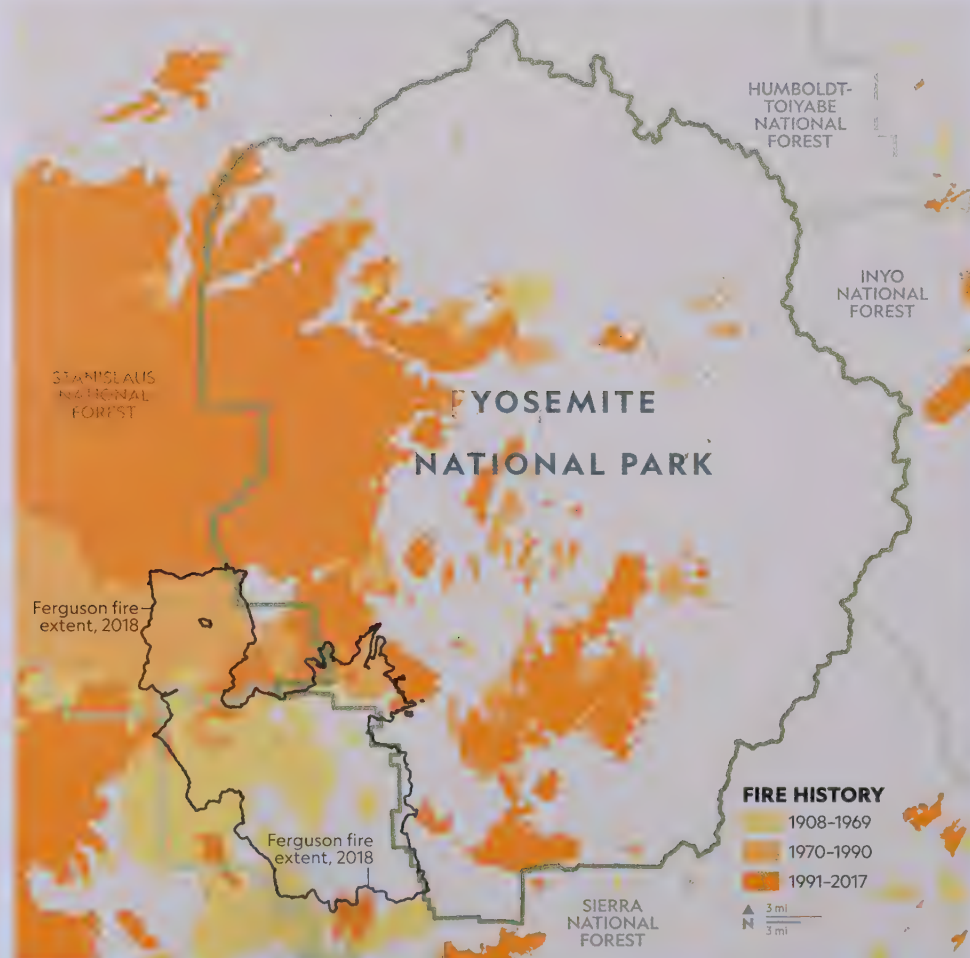 HUMBOLDT-
TOIYABE
NATIONAL
FOREST
INYO
NATIONAL
FOREST
STANISLAUS
NATIONAL
FOREST
YOSEMITE
NATIONAL PARK
Ferguson fire
extent, 2018
Ferguson fire
extent, 2018
SIERRA
NATIONAL
FOREST
FIRE HISTORY
1908–1969
1970–1990
1991–2017
N
3 mi
3 mi